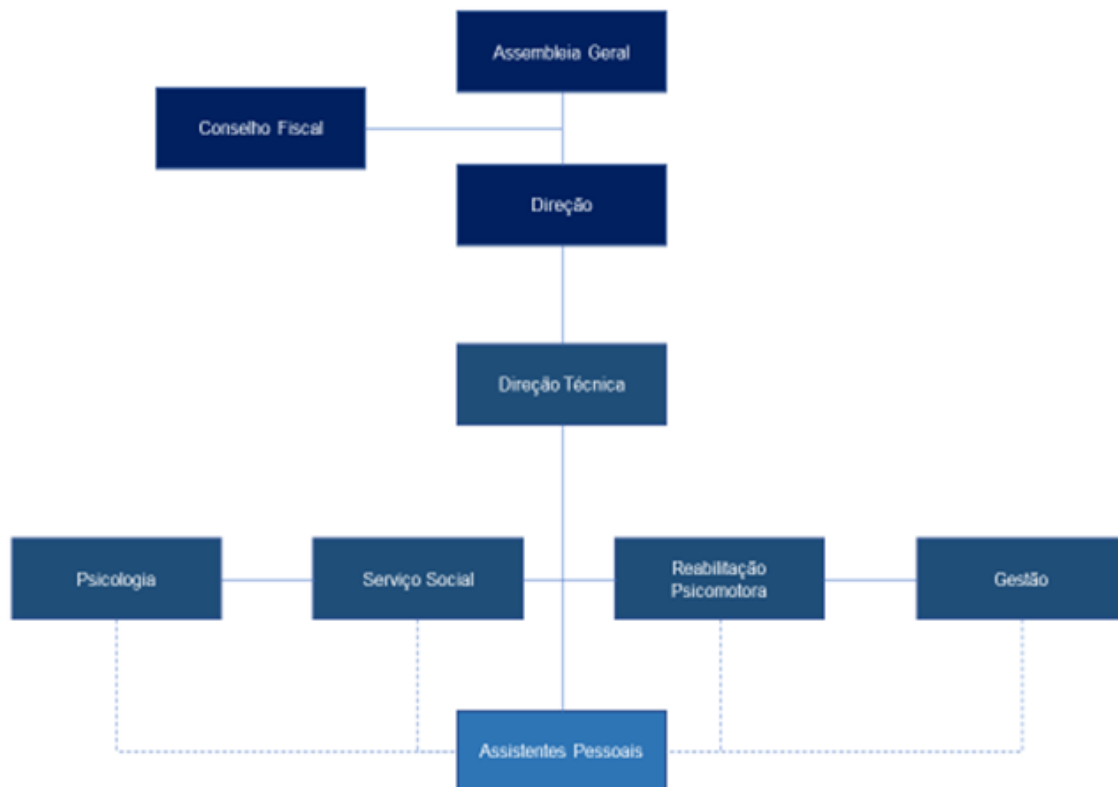 Assembleia Geral
Conselho Fiscal
Direção
Direção Técnica
Psicologia
Serviço Social
Reabilitação
Psicomotora
Gestão
Assistentes Pessoais